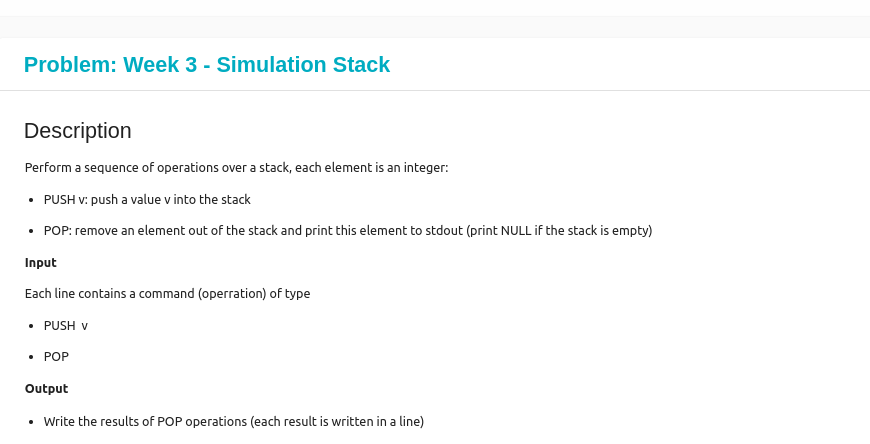 Problem: Week 3 - Simulation Stack
Description
Perform a sequence of operations over a stack, each element is an integer:
• PUSH v: push a value v into the stack
• POP: remove an element out of the stack and print this element to stdout (print NULL if the stack is empty)
Input
Each line contains a command (operration) of type
• PUSH  v
• POP
Output
• Write the results of POP operations (each result is written in a line)